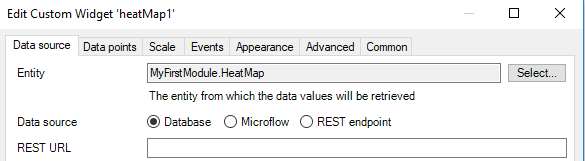 Edit Custom Widget 'heatMap1'
Data source Data points Scale Events Appearance Advanced Common
Entity MyFirstModule.HeatMap Select...
The entity from which the data values will be retrieved
Data source Database Microflow REST endpoint
REST URL